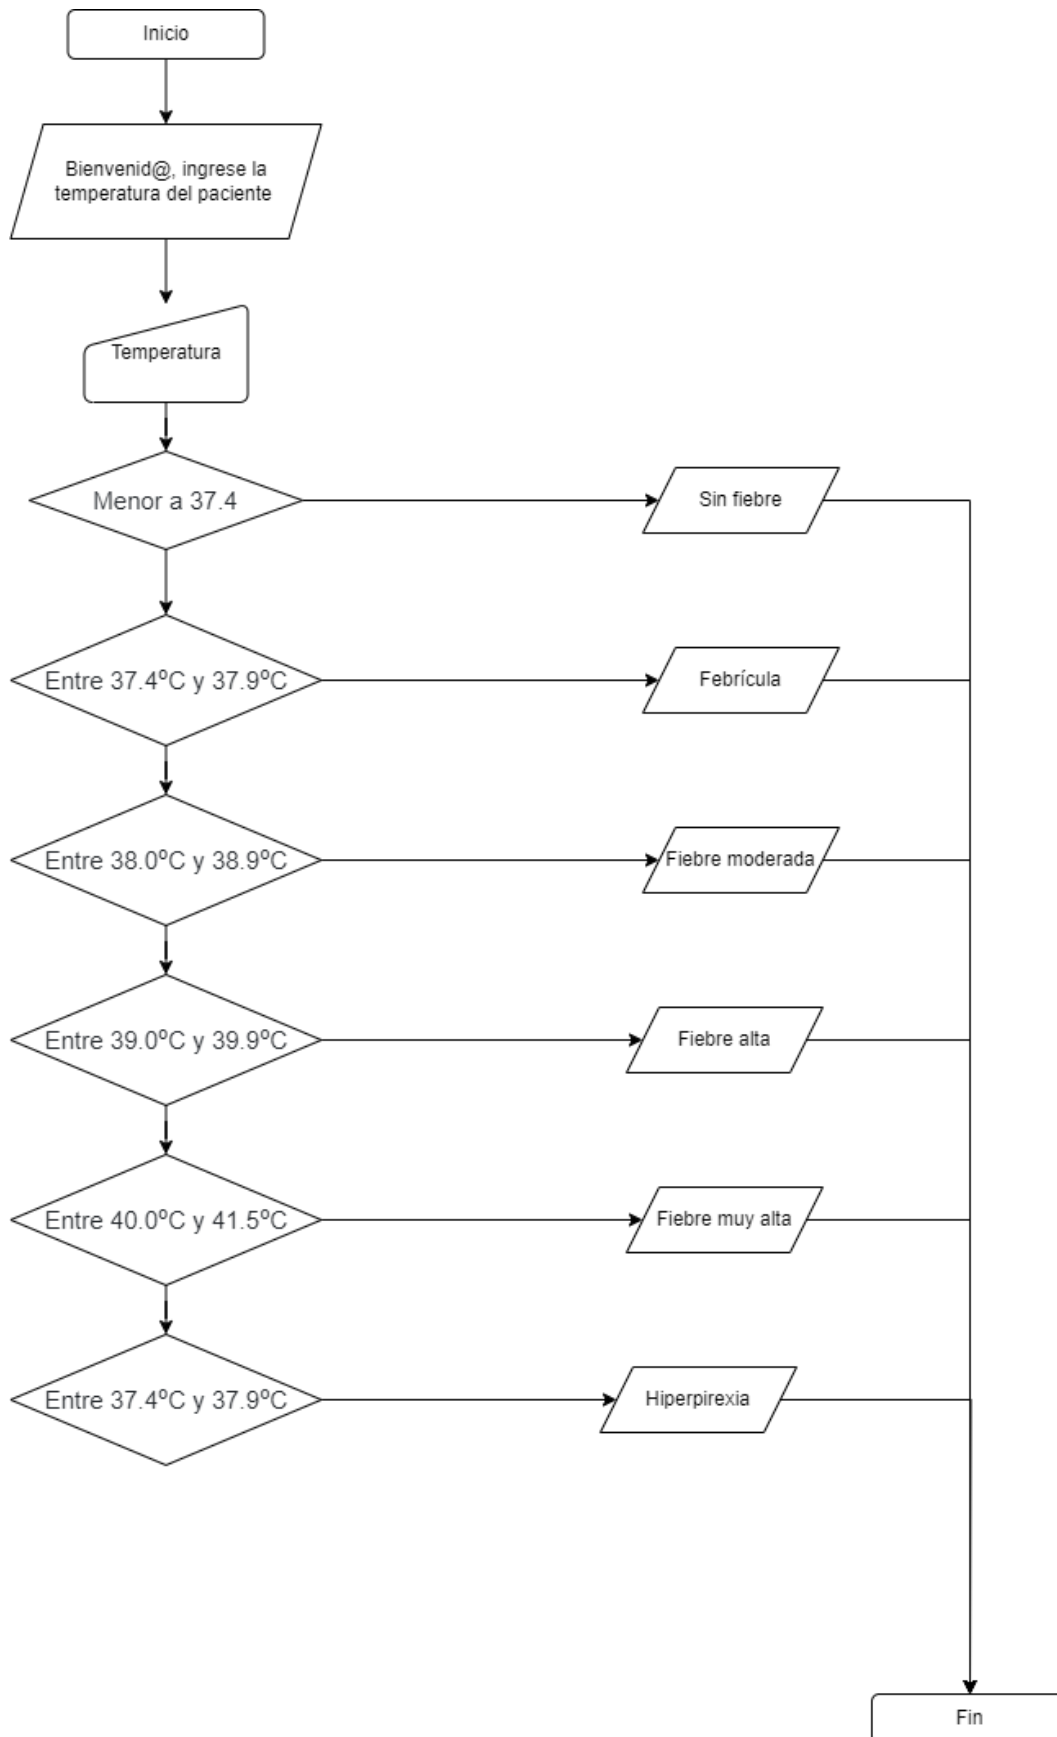 Inicio
Bienvenid@, ingrese la
temperatura del paciente
Temperatura
Menor a 37.4
Sin fiebre
Entre 37.4ºC y 37.9ºC
Febrícula
Entre 38.0ºC y 38.9ºC
Fiebre moderada
Entre 39.0ºC y 39.9ºC
Fiebre alta
Entre 40.0ºC y 41.5ºC
Fiebre muy alta
Entre 37.4ºC y 37.9ºC
Hiperpirexia
Fin